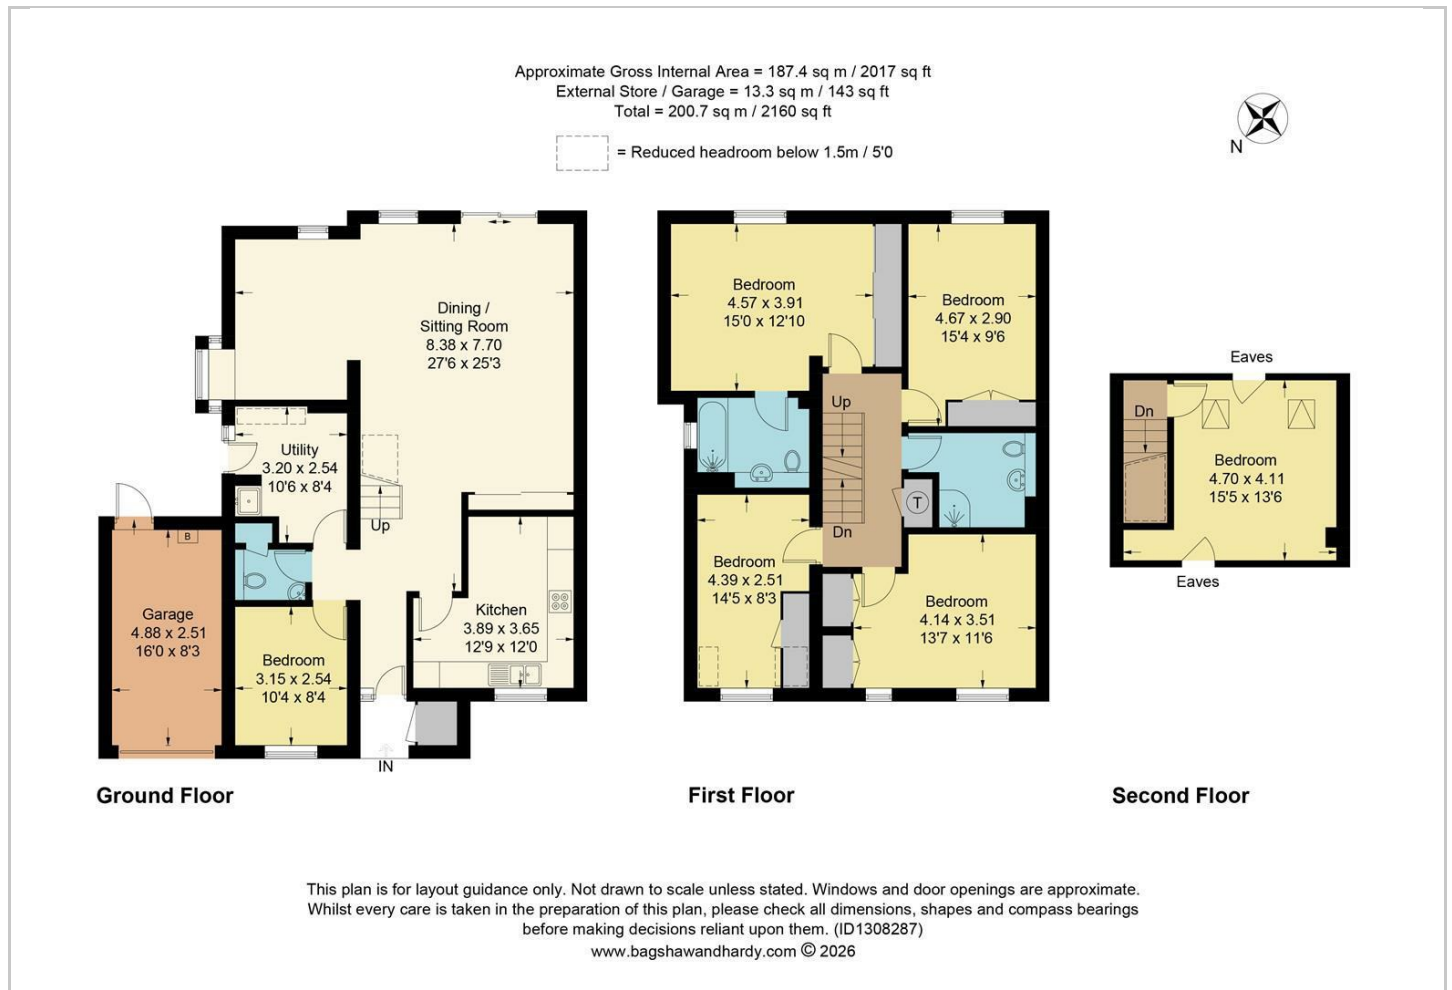 Approximate Gross Internal Area = 187.4 sq m / 2017 sq ft
External Store / Garage = 13.3 sq m / 143 sq ft
Total = 200.7 sq m / 2160 sq ft
= Reduced headroom below 1.5m / 5'0
N
Dining /
Sitting Room
8.38 x 7.70
27'6 x 25'3
Utility
3.20 x 2.54
10'6 x 8'4
Up
B
Garage
4.88 x 2.51
16'0 x 8'3
Bedroom
3.15 x 2.54
10'4 x 8'4
Kitchen
3.89 x 3.65
12'9 x 12'0
IN
Ground Floor
Bedroom
4.57 x 3.91
15'0 x 12'10
Bedroom
4.67 x 2.90
15'4 x 9'6
Up
T
Dn
Bedroom
4.39 x 2.51
14'5 x 8'3
Bedroom
4.14 x 3.51
13'7 x 11'6
First Floor
Eaves
Dn
Bedroom
4.70 x 4.11
15'5 x 13'6
Eaves
Second Floor
This plan is for layout guidance only. Not drawn to scale unless stated. Windows and door openings are approximate.
Whilst every care is taken in the preparation of this plan, please check all dimensions, shapes and compass bearings
before making decisions reliant upon them. (ID1308287)
www.bagshawandhardy.com © 2026